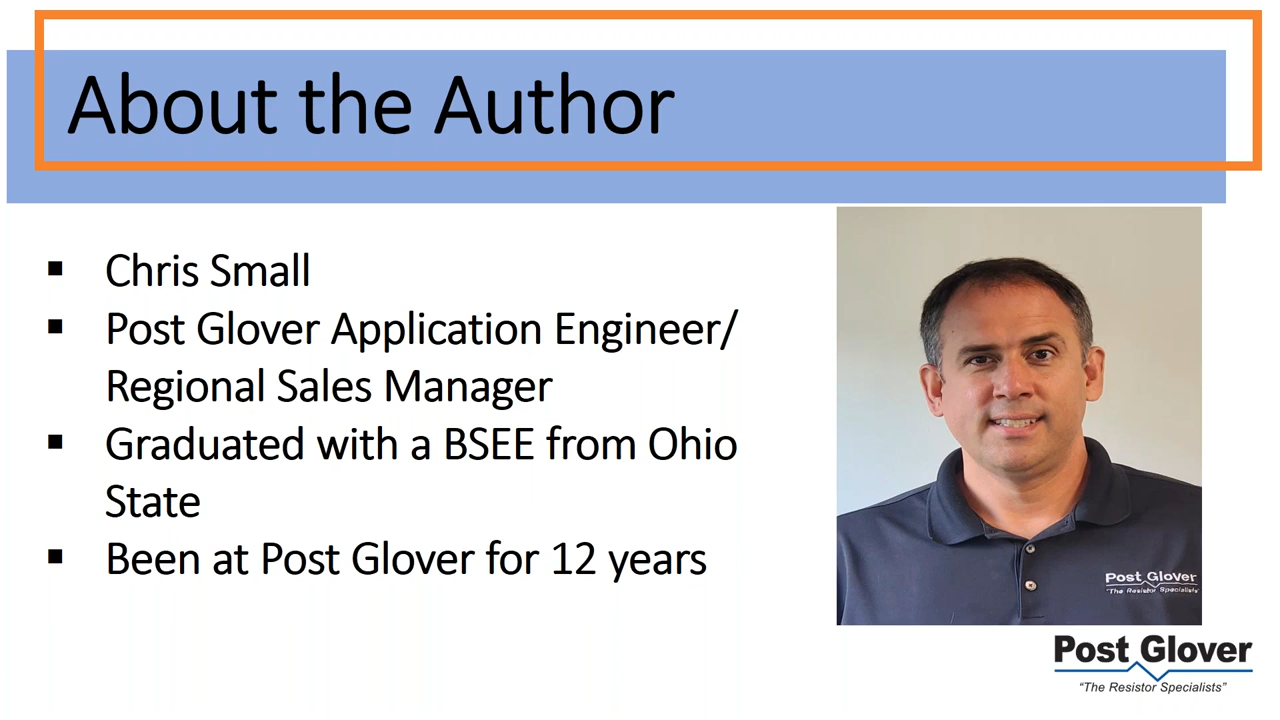 About the Author
▪ Chris Small
▪ Post Glover Application Engineer/
Regional Sales Manager
▪ Graduated with a BSEE from Ohio
State
▪ Been at Post Glover for 12 years
Post Glover
"The Resistor Specialists"
Post Glover
“The Resistor Specialists”